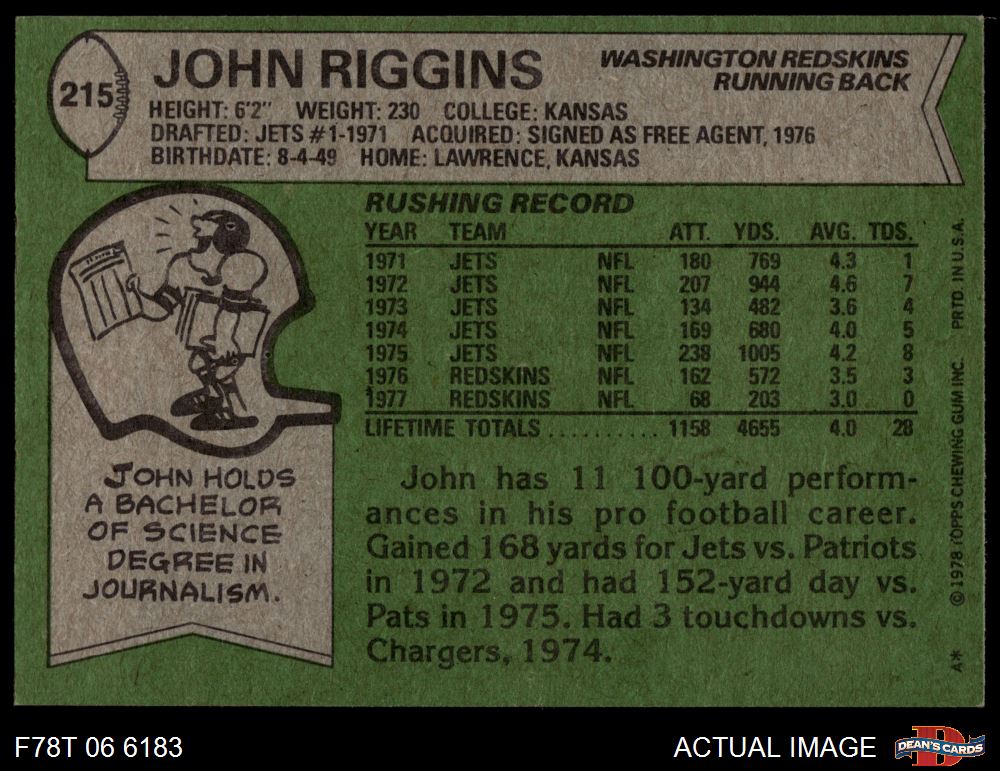 215
JOHN RIGGINS
WASHINGTON REDSKINS
RUNNING BACK
HEIGHT: 6'2" WEIGHT: 230 COLLEGE: KANSAS
DRAFTED: JETS #1-1971 ACQUIRED: SIGNED AS FREE AGENT, 1976
BIRTHDATE: 8-4-49 HOME: LAWRENCE, KANSAS
RUSHING RECORD
YEAR TEAM ATT. YDS. AVG. TDS.
1971 JETS NFL 180 769 4.3 1
1972 JETS NFL 207 944 4.6 7
1973 JETS NFL 134 482 3.6 4
1974 JETS NFL 169 680 4.0 5
1975 JETS NFL 238 1005 4.2 8
1976 REDSKINS NFL 162 572 3.5 3
1977 REDSKINS NFL 68 203 3.0 0
LIFETIME TOTALS .......... 1158 4655 4.0 28
JOHN HOLDS
A BACHELOR
OF SCIENCE
DEGREE IN
JOURNALISM.
John has 11 100-yard perform-
ances in his pro football career.
Gained 168 yards for Jets vs. Patriots
in 1972 and had 152-yard day vs.
Pats in 1975. Had 3 touchdowns vs.
Chargers, 1974.
A* © 1978 TOPPS CHEWING GUM INC. PRTD IN U.S.A.
F78T 06 6183
ACTUAL IMAGE
D
DEAN'S CARDS